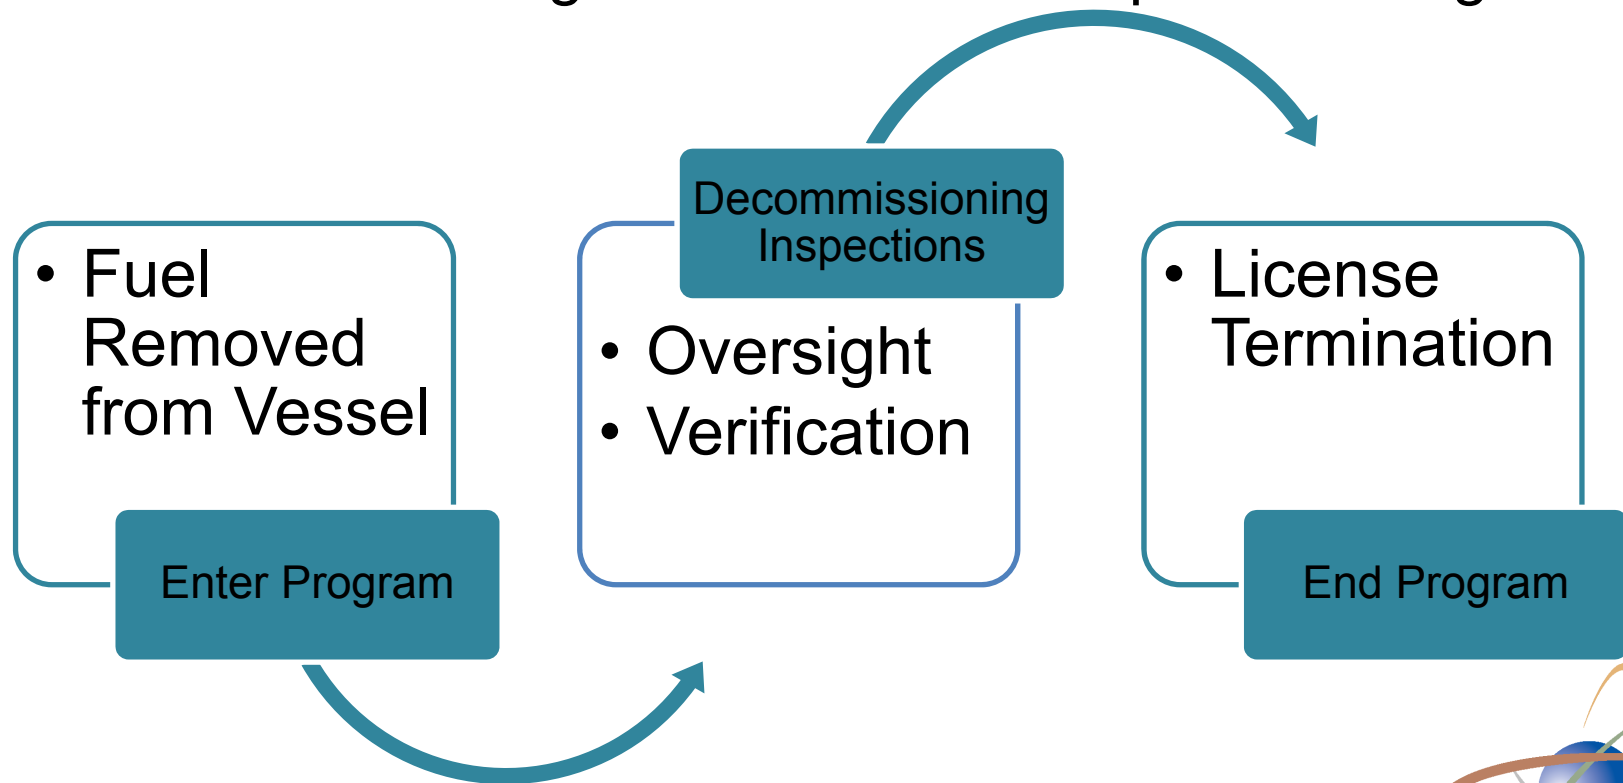 • Fuel
Removed
from Vessel
Enter Program
Decommissioning
Inspections
• Oversight
• Verification
• License
Termination
End Program